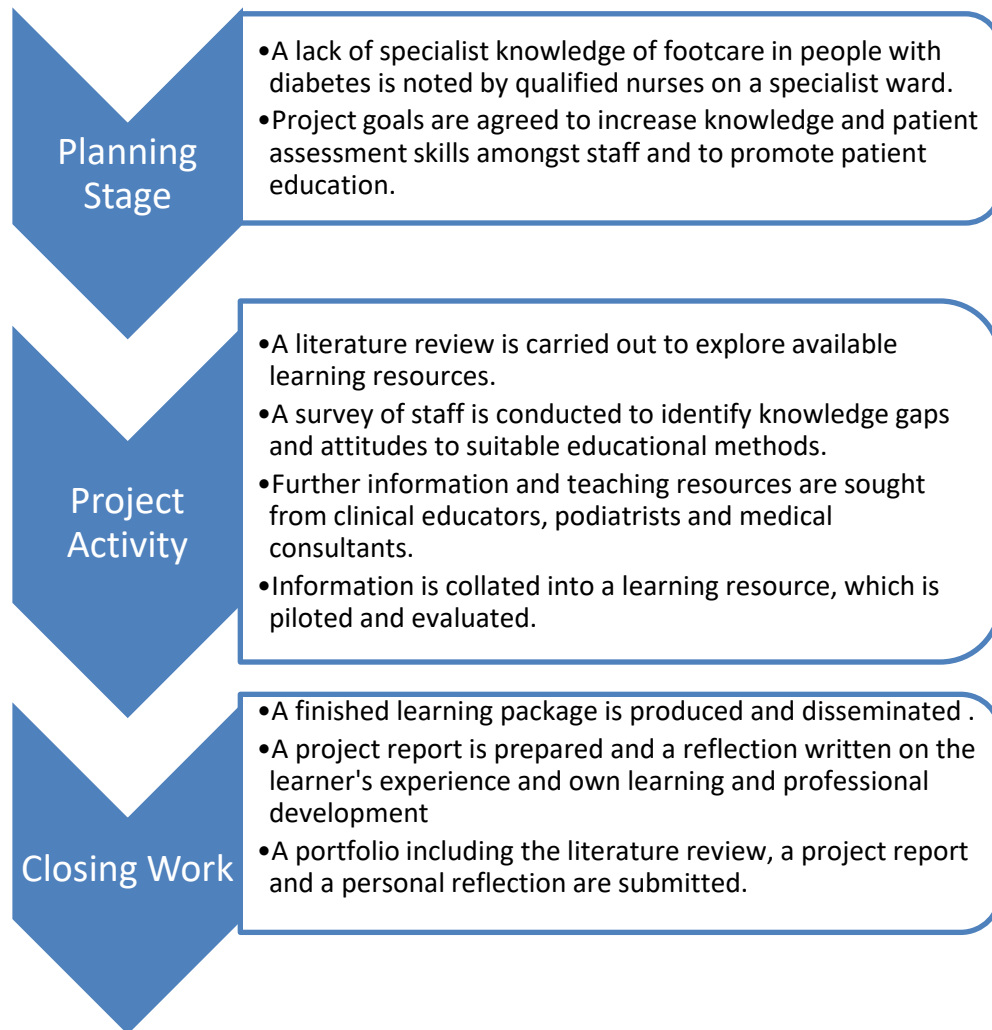 Planning
Stage
•A lack of specialist knowledge of footcare in people with
diabetes is noted by qualified nurses on a specialist ward.
•Project goals are agreed to increase knowledge and patient
assessment skills amongst staff and to promote patient
education.
Project
Activity
•A literature review is carried out to explore available
learning resources.
•A survey of staff is conducted to identify knowledge gaps
and attitudes to suitable educational methods.
•Further information and teaching resources are sought
from clinical educators, podiatrists and medical
consultants.
•Information is collated into a learning resource, which is
piloted and evaluated.
Closing Work
•A finished learning package is produced and disseminated .
•A project report is prepared and a reflection written on the
learner's experience and own learning and professional
development
•A portfolio including the literature review, a project report
and a personal reflection are submitted.